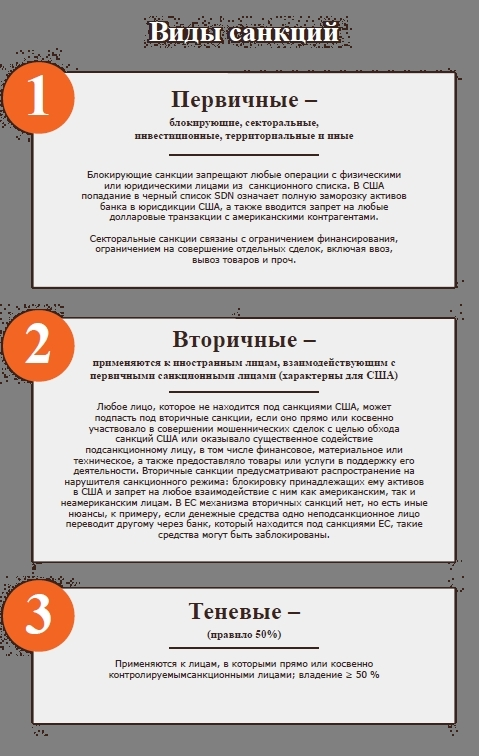 Виды санкций
1
Первичные –
блокирующие, секторальные,
инвестиционные, территориальные и иные
Блокирующие санкции запрещают любые операции с физическими
или юридическими лицами из санкционного списка. В США
попадание в черный список SDN означает полную заморозку активов
банка в юрисдикции США, а также вводится запрет на любые
долларовые транзакции с американскими контрагентами.
Секторальные санкции связаны с ограничением финансирования,
ограничением на совершение отдельных сделок, включая ввоз,
вывоз товаров и проч.
2
Вторичные –
применяются к иностранным лицам, взаимодействующим с
первичными санкционными лицами (характерны для США)
Любое лицо, которое не находится под санкциями США, может
подпасть под вторичные санкции, если оно прямо или косвенно
участвовало в совершении мошеннических сделок с целью обхода
санкций США или оказывало существенное содействие
подсанкционному лицу, в том числе финансовое, материальное или
техническое, а также предоставляло товары или услуги в поддержку его
деятельности. Вторичные санкции предусматривают распространение на
нарушителя санкционного режима: блокировку принадлежащих ему активов
в США и запрет на любое взаимодействие с ним как американским, так и
неамериканским лицам. В ЕС механизма вторичных санкций нет, но есть иные
нюансы, к примеру, если денежные средства одно неподсанкционное лицо
переводит другому через банк, который находится под санкциями ЕС, такие
средства могут быть заблокированы.
3
Теневые –
(правило 50%)
Применяются к лицам, в которыми прямо или косвенно
контролируемымсанкционными лицами; владение ≥ 50 %